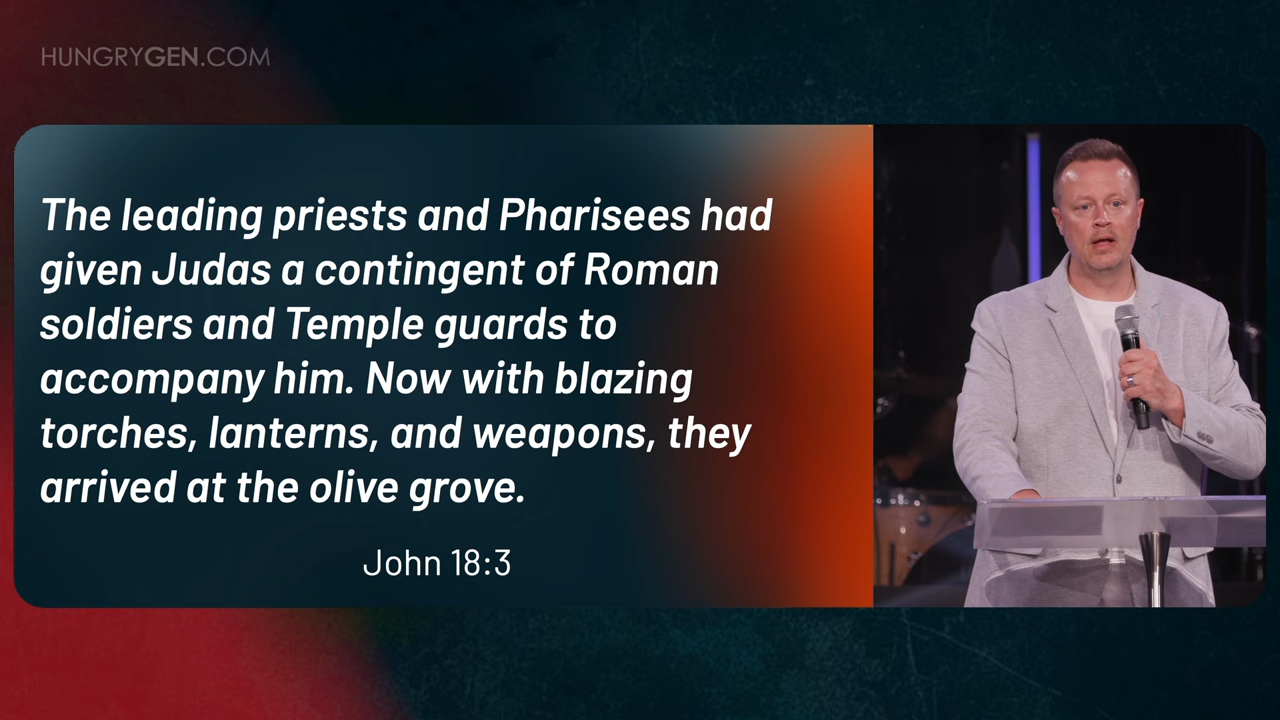 HUNGRYGEN.COM
The leading priests and Pharisees had
given Judas a contingent of Roman
soldiers and Temple guards to
accompany him. Now with blazing
torches, lanterns, and weapons, they
arrived at the olive grove.
John 18:3